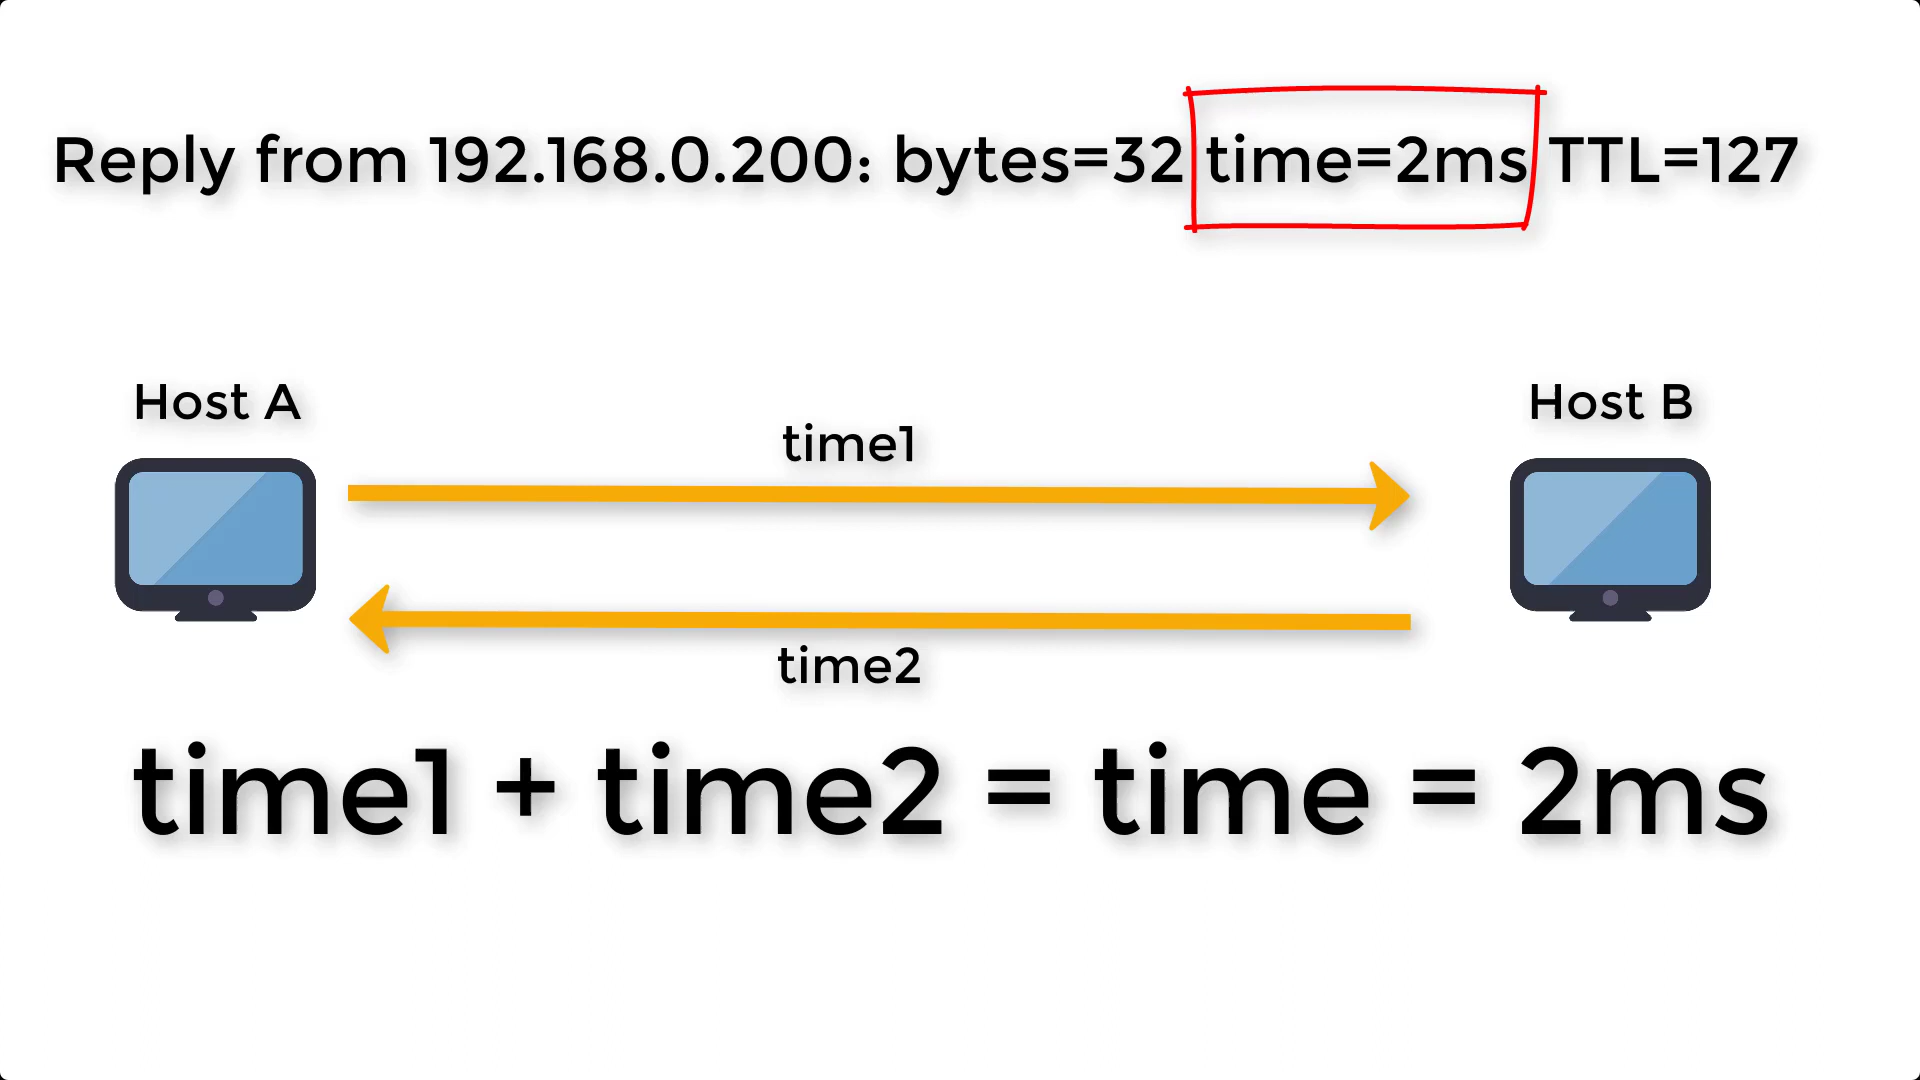 Reply from 192.168.0.200: bytes=32 time=2ms TTL=127
Host A
Host B
time1
time2
time1 + time2 = time = 2ms